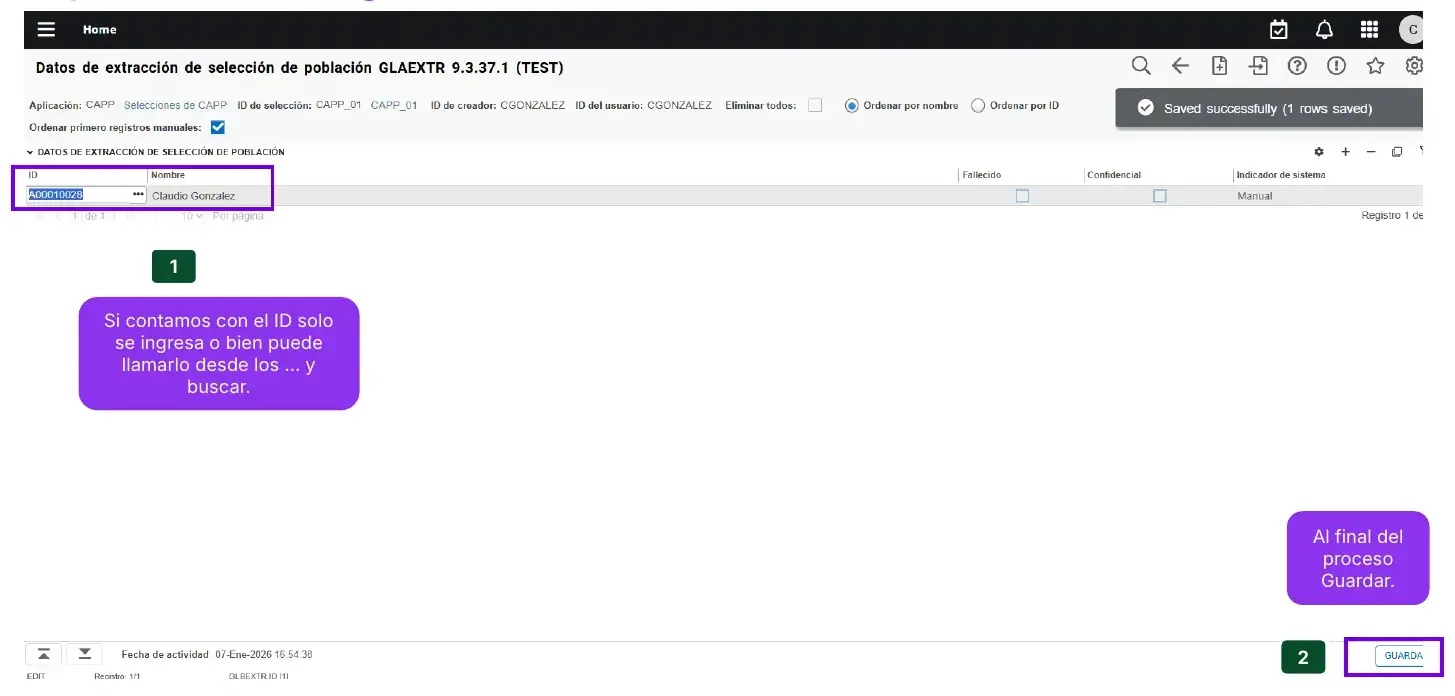 Home
C
Datos de extracción de selección de población GLAEXTR 9.3.37.1 (TEST)
Aplicación: CAPP Selecciones de CAPP ID de selección: CAPP_01 CAPP_01 ID de creador: CGONZALEZ ID del usuario: CGONZALEZ Eliminar todos: Ordenar por nombre Ordenar por ID
Saved successfully (1 rows saved)
Ordenar primero registros manuales:
DATOS DE EXTRACCIÓN DE SELECCIÓN DE POBLACIÓN
ID Nombre Fallecido Confidencial Indicador de sistema
A00010028 ••• Claudio Gonzalez Manual
1 de 1 10 Por página Registro 1 de
1
Si contamos con el ID solo
se ingresa o bien puede
llamarlo desde los ... y
buscar.
Al final del
proceso
Guardar.
Fecha de actividad 07-Ene-2026 16:54:38
2
GUARDA
EDIT Registro: 1/1 GLBEXTR.ID [1]